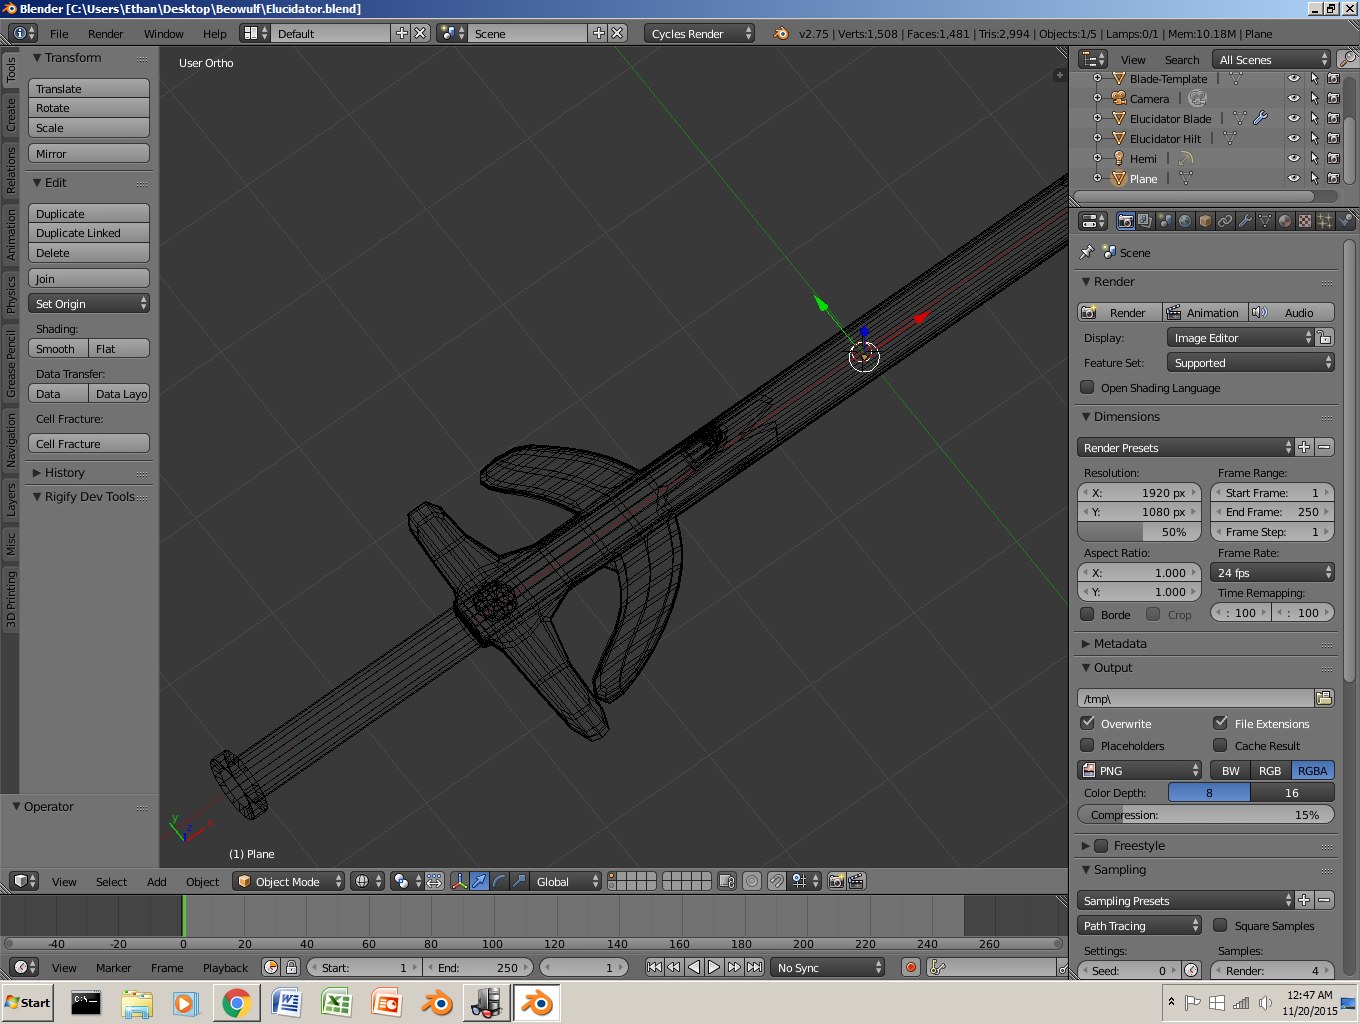 Blender [C:\Users\Ethan\Desktop\Beowulf\Elucidator.blend]
File Render Window Help Default Scene Cycles Render v2.75 | Verts:1,508 | Faces:1,481 | Tris:2,994 | Objects:1/5 | Lamps:0/1 | Mem:10.18M | Plane
Tools
Create
Relations
Animation
Physics
Grease Pencil
Navigation
Layers
Misc
3D Printing
Transform
Translate
Rotate
Scale
Mirror
Edit
Duplicate
Duplicate Linked
Delete
Join
Set Origin
Shading:
Smooth Flat
Data Transfer:
Data Data Layo
Cell Fracture:
Cell Fracture
History
Rigify Dev Tools
Operator
User Ortho
y
z
x
(1) Plane
View Select Add Object Object Mode Global
View Search All Scenes
Blade-Template
Camera
Elucidator Blade
Elucidator Hilt
Hemi
Plane
Scene
Render
Render Animation Audio
Display: Image Editor
Feature Set: Supported
Open Shading Language
Dimensions
Render Presets
Resolution: Frame Range:
X: 1920 px Start Frame: 1
Y: 1080 px End Frame: 250
50% Frame Step: 1
Aspect Ratio: Frame Rate:
X: 1.000 24 fps
Y: 1.000 Time Remapping:
Borde Crop : 100 : 100
Metadata
Output
/tmp\
Overwrite File Extensions
Placeholders Cache Result
PNG BW RGB RGBA
Color Depth: 8 16
Compression: 15%
Freestyle
Sampling
Sampling Presets
Path Tracing Square Samples
Settings: Samples:
Seed: 0 Render: 4
-40 -20 0 20 40 60 80 100 120 140 160 180 200 220 240 260
View Marker Frame Playback Start: 1 End: 250 1 No Sync
Start
C:\_
12:47 AM
11/20/2015